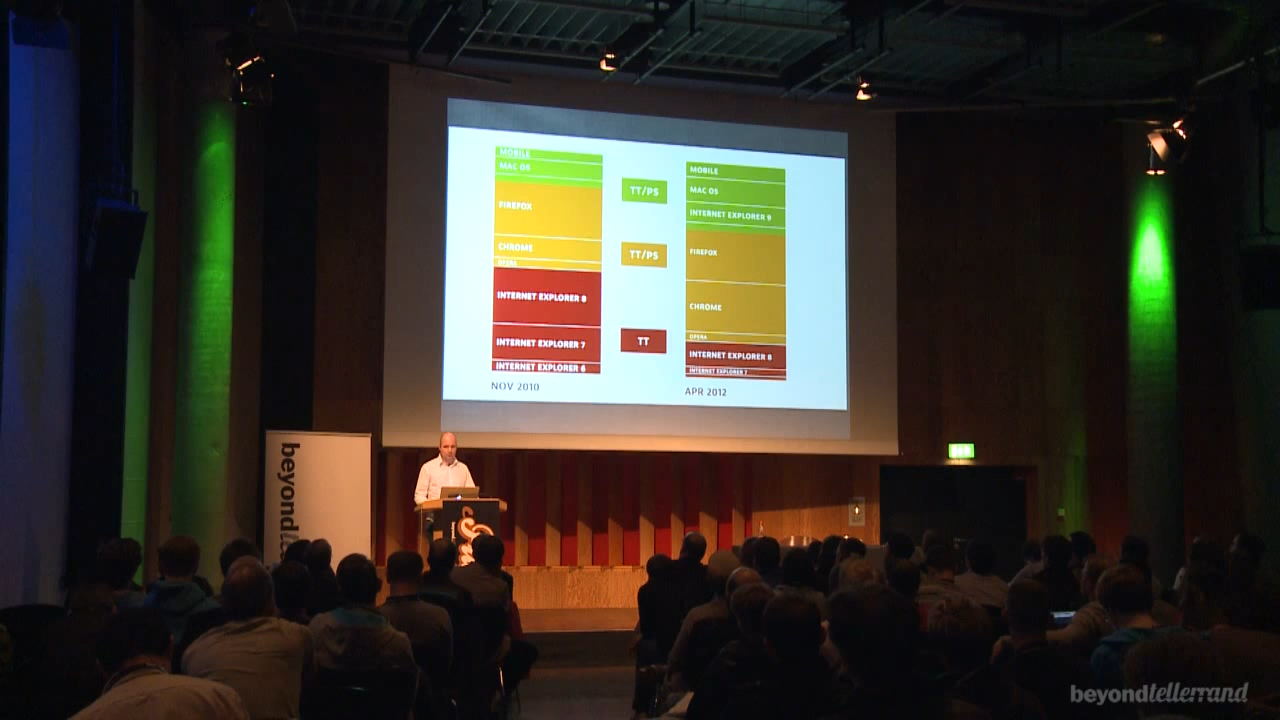 MOBILE
MAC OS
FIREFOX
CHROME
OPERA
INTERNET EXPLORER 8
INTERNET EXPLORER 7
INTERNET EXPLORER 6
NOV 2010
TT/PS
TT/PS
TT
MOBILE
MAC OS
INTERNET EXPLORER 9
FIREFOX
CHROME
OPERA
INTERNET EXPLORER 8
INTERNET EXPLORER 7
APR 2012
beyond
beyondtellerrand